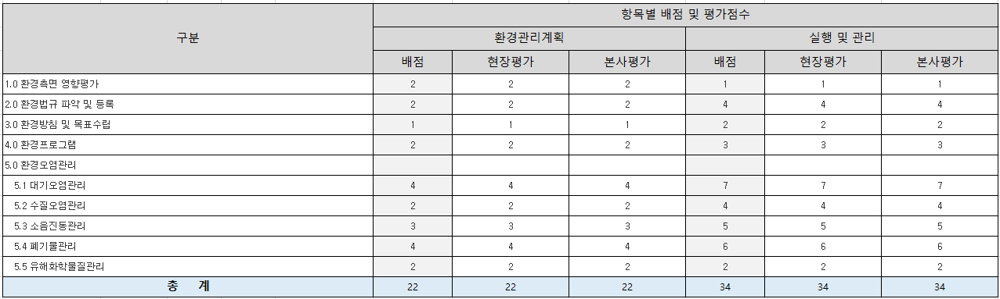 구분 항목별 배점 및 평가점수
환경관리계획 실행 및 관리
배점 현장평가 본사평가 배점 현장평가 본사평가
1.0 환경측면 영향평가 2 2 2 1 1 1
2.0 환경법규 파악 및 등록 2 2 2 4 4 4
3.0 환경방침 및 목표수립 1 1 1 2 2 2
4.0 환경프로그램 2 2 2 3 3 3
5.0 환경오염관리
5.1 대기오염관리 4 4 4 7 7 7
5.2 수질오염관리 2 2 2 4 4 4
5.3 소음진동관리 3 3 3 5 5 5
5.4 폐기물관리 4 4 4 6 6 6
5.5 유해화학물질관리 2 2 2 2 2 2
총 계 22 22 22 34 34 34